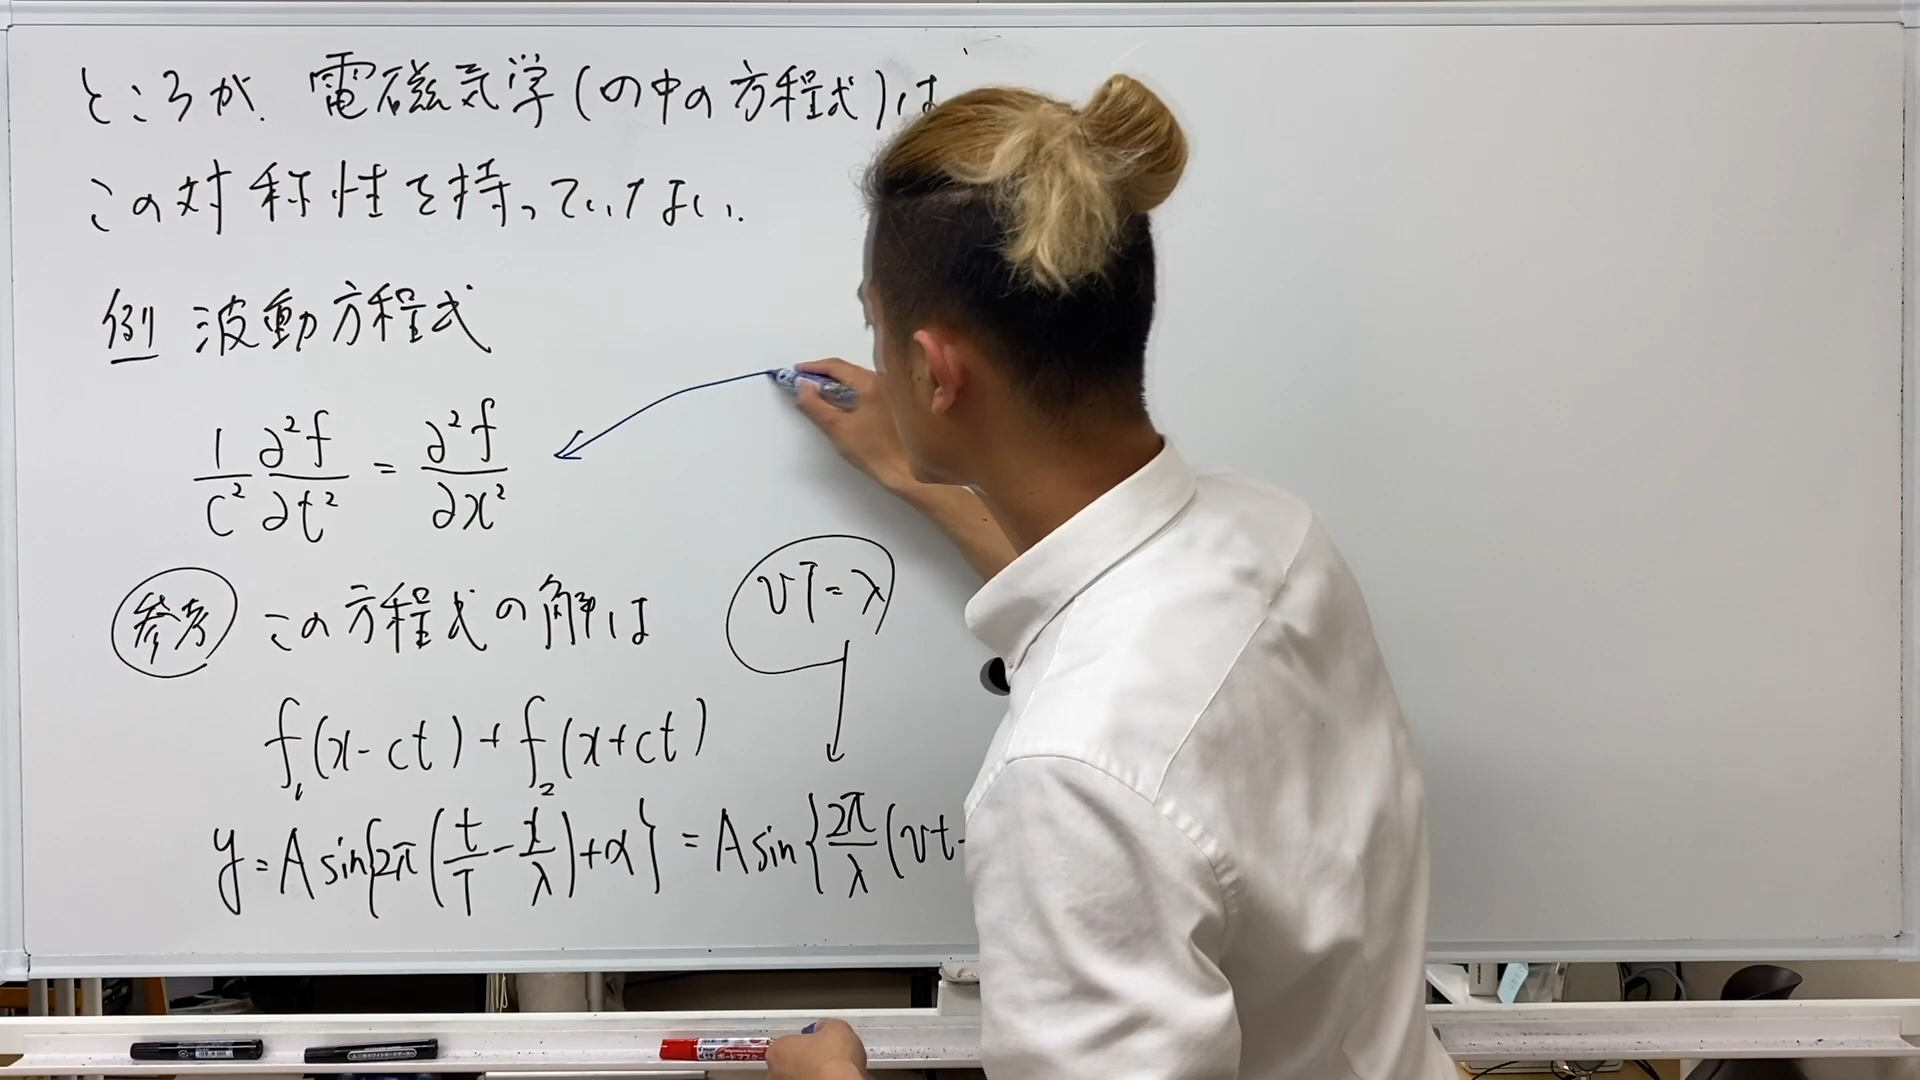 ところが、電磁気学(の中の方程式)は
この対称性を持っていない.
例 波動方程式
1/c² ∂²f/∂t² = ∂²f/∂x²
参考 この方程式の解は
vT=λ
f₁(x-ct)+f₂(x+ct)
y=A sin{2π(t/T-x/λ)+α}=A sin{2π/λ(vt-